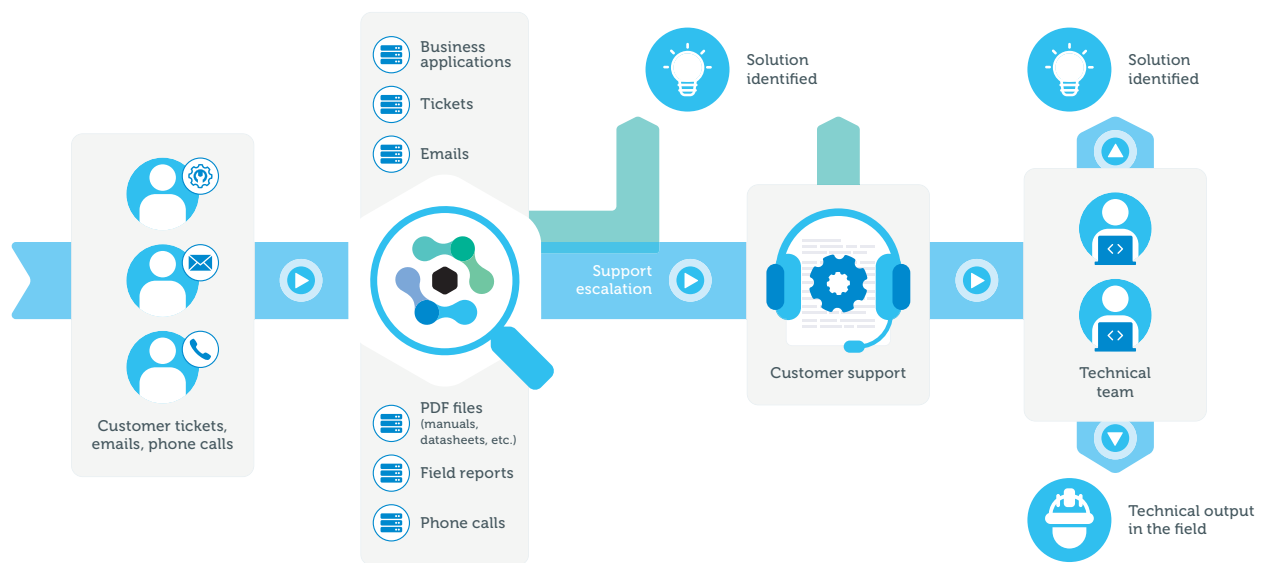 Customer tickets,
emails, phone calls
Business
applications
Tickets
Emails
PDF files
(manuals,
datasheets, etc.)
Field reports
Phone calls
Solution
identified
Support
escalation
Customer support
Solution
identified
Technical
team
Technical output
in the field